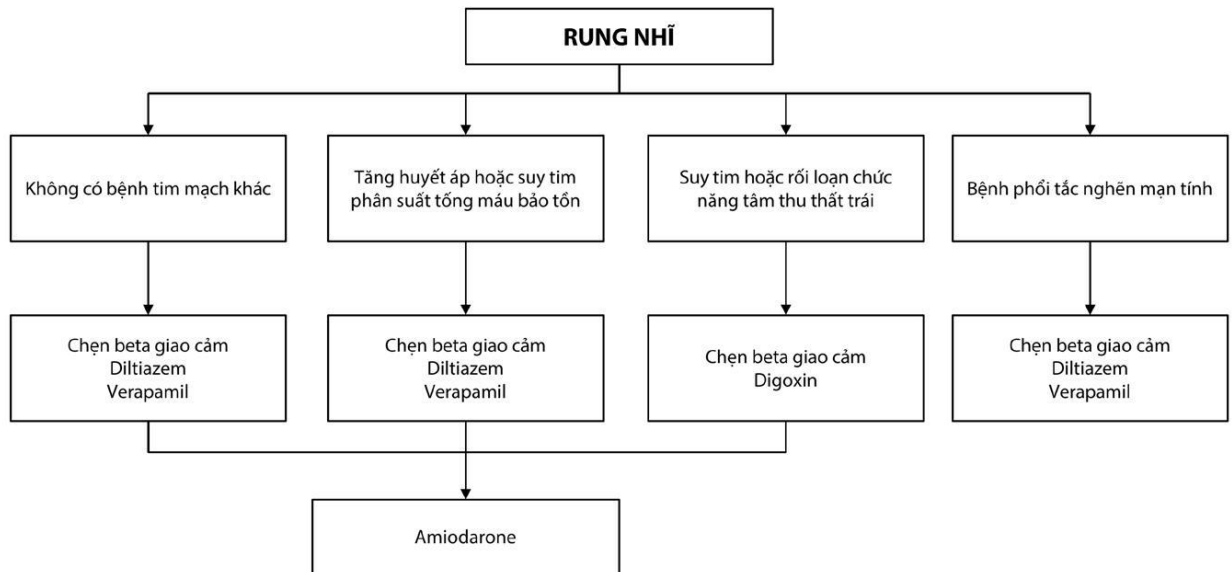 RUNG NHĨ
Không có bệnh tim mạch khác
Tăng huyết áp hoặc suy tim
phân suất tống máu bảo tồn
Suy tim hoặc rối loạn chức
năng tâm thu thất trái
Bệnh phổi tắc nghẽn mạn tính
Chẹn beta giao cảm
Diltiazem
Verapamil
Chẹn beta giao cảm
Diltiazem
Verapamil
Chẹn beta giao cảm
Digoxin
Chẹn beta giao cảm
Diltiazem
Verapamil
Amiodarone